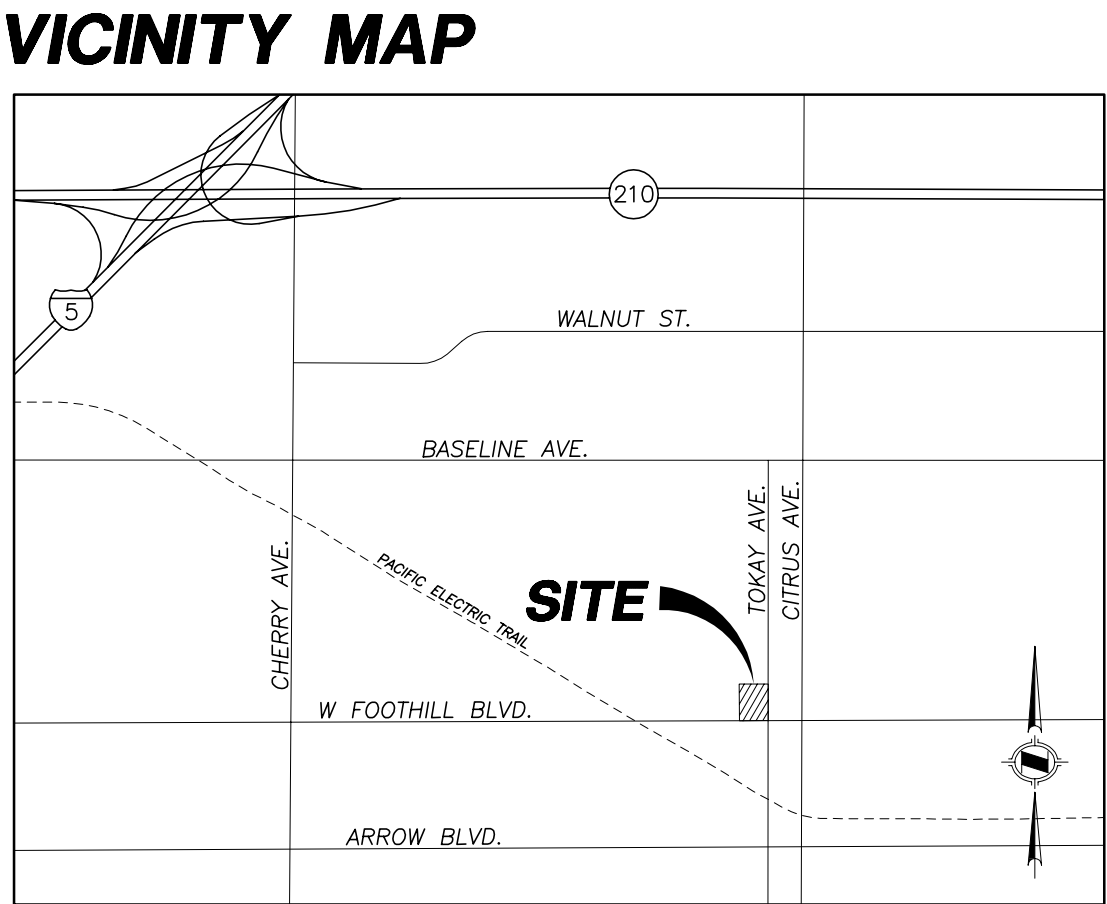 VICINITY MAP
210
5
WALNUT ST.
BASELINE AVE.
TOKAY AVE.
CITRUS AVE.
CHERRY AVE.
PACIFIC ELECTRIC TRAIL
SITE
W FOOTHILL BLVD.
ARROW BLVD.